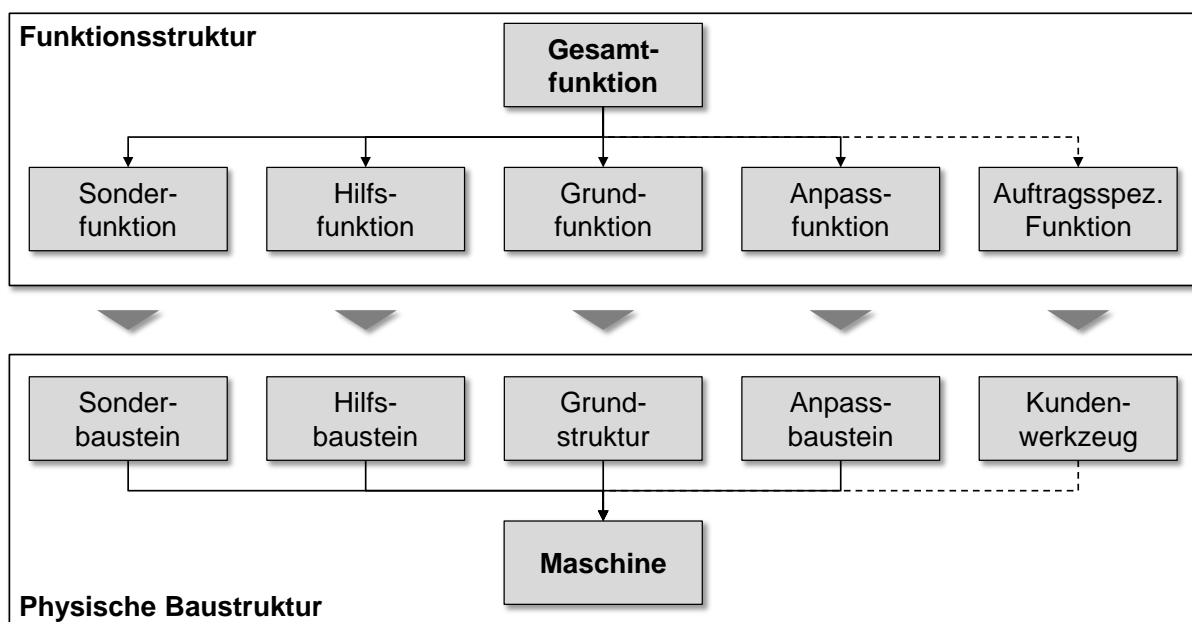 Funktionsstruktur
Gesamt-
funktion
Sonder-
funktion
Hilfs-
funktion
Grund-
funktion
Anpass-
funktion
Auftragsspez.
Funktion
Sonder-
baustein
Hilfs-
baustein
Grund-
struktur
Anpass-
baustein
Kunden-
werkzeug
Maschine
Physische Baustruktur